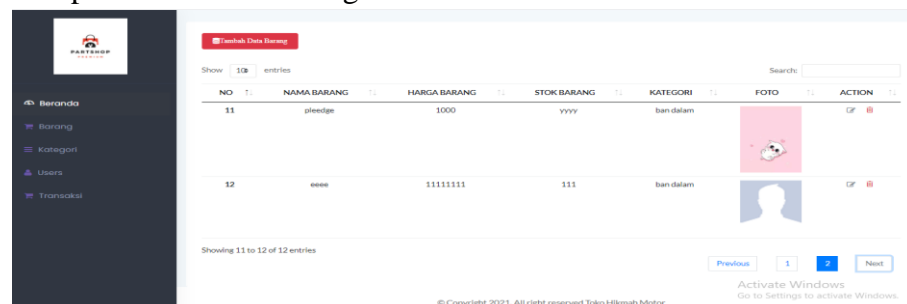 PARTSHOP
PREMIUM
Tambah Data Barang
Show 10 entries
Search:
NO NAMA BARANG HARGA BARANG STOK BARANG KATEGORI FOTO ACTION
11 pleedge 1000 yyyy ban dalam
12 eeee 11111111 111 ban dalam
Beranda
Barang
Kategori
Users
Transaksi
Showing 11 to 12 of 12 entries
Previous 1 2 Next
Activate Windows
Go to Settings to activate Windows.
© Copyright 2021. All right reserved Toko Hikmah Motor